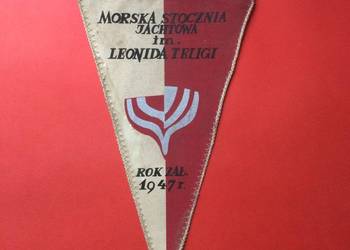 MORSKA STOCZNIA
JACHTOWA
im.
LEONIDA TELIGI
ROK ZAŁ.
1947 r.